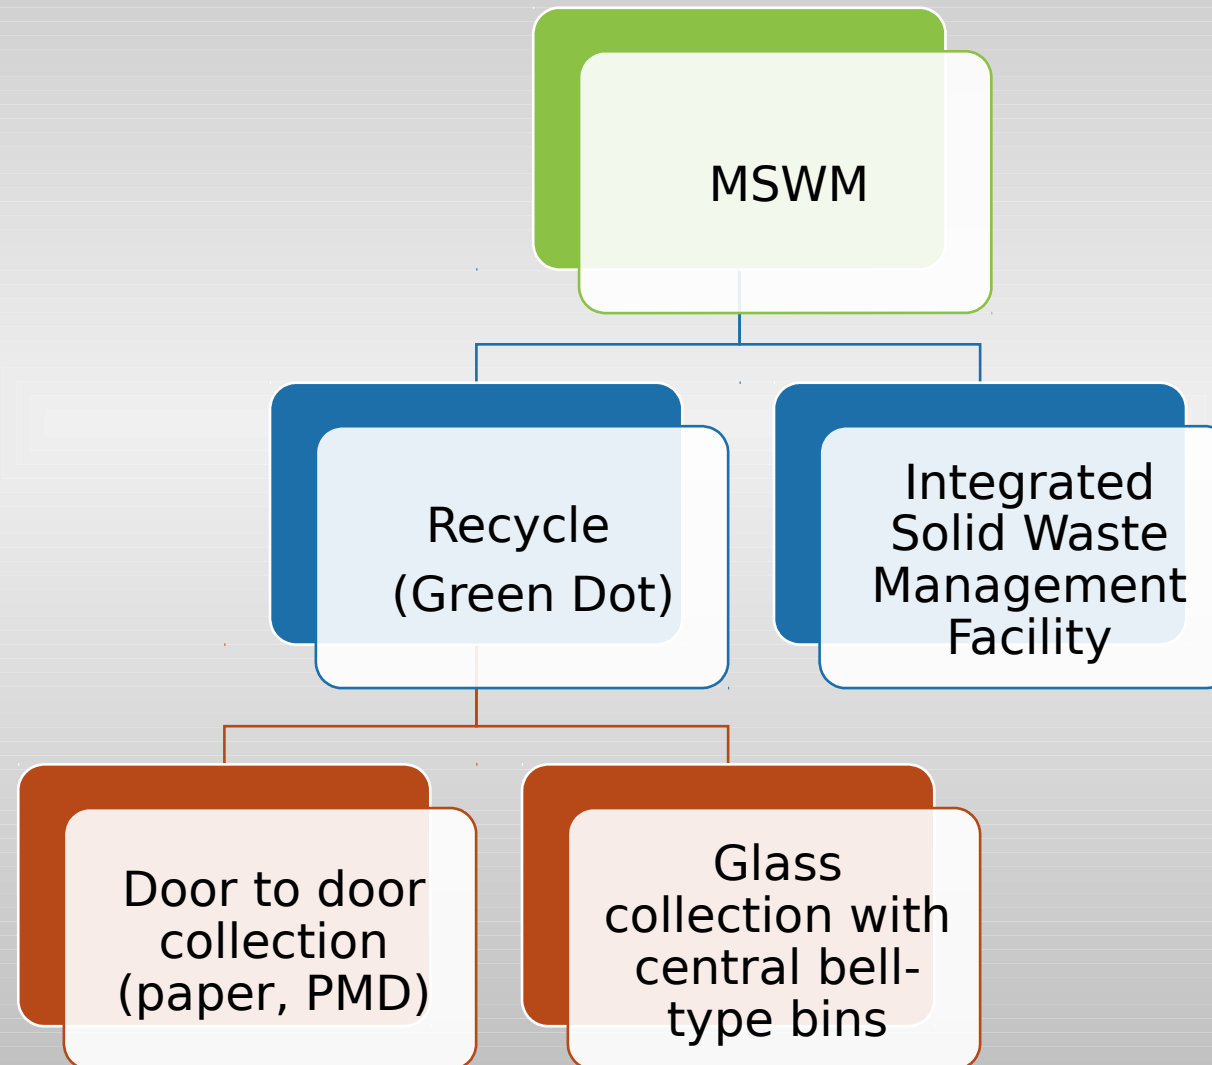 MSWM
Recycle
(Green Dot)
Integrated
Solid Waste
Management
Facility
Door to door
collection
(paper, PMD)
Glass
collection with
central bell-
type bins